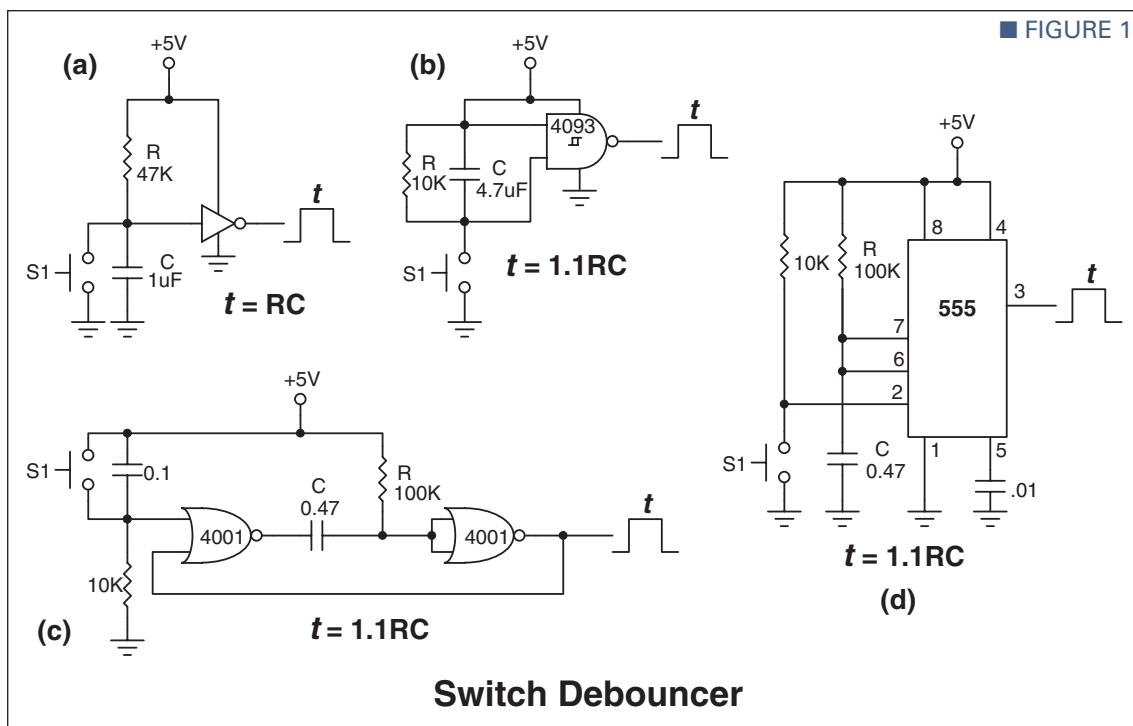 ■ FIGURE 1
(a)
+5V
R
47K
S1
C
1uF
t
t = RC
(b)
+5V
4093
R
10K
C
4.7uF
S1
t
t = 1.1RC
(c)
+5V
S1
0.1
R
100K
C
0.47
4001
4001
10K
t
t = 1.1RC
+5V
10K
R
100K
8
4
555
3
7
6
2
1
5
S1
C
0.47
.01
t
t = 1.1RC
(d)
Switch Debouncer